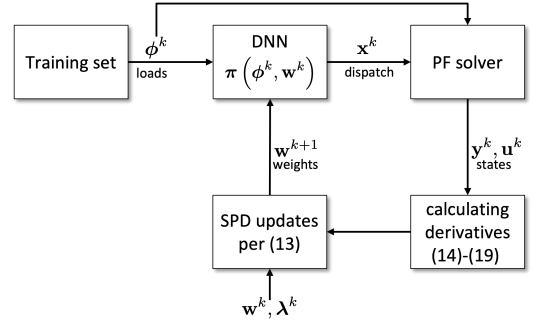 Training set
ϕ^k
loads
DNN
π(ϕ^k, w^k)
x^k
dispatch
PF solver
w^{k+1}
weights
y^k, u^k
states
SPD updates
per (13)
calculating
derivatives
(14)-(19)
w^k, λ^k